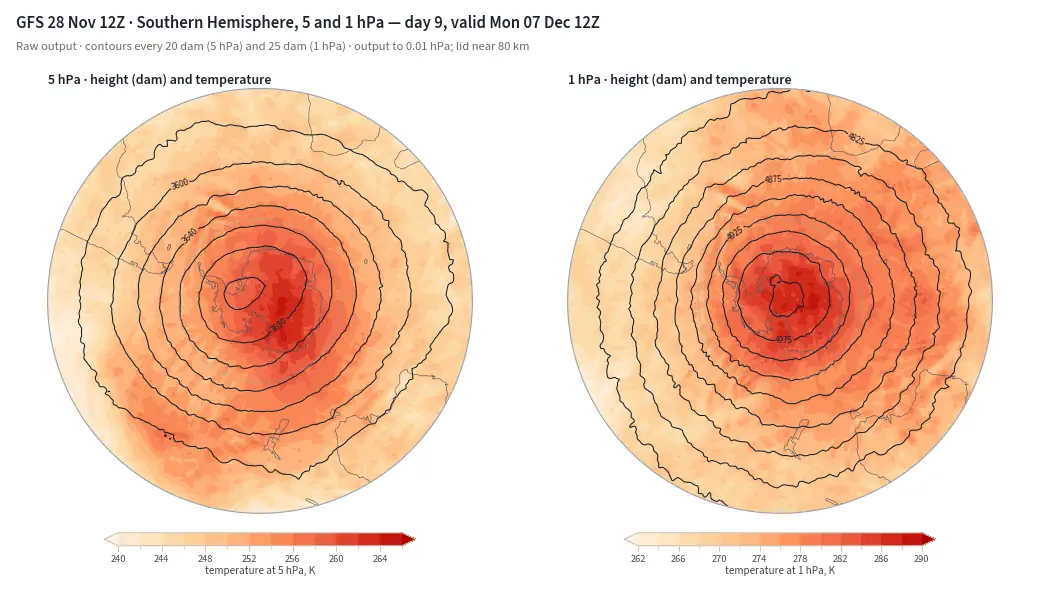 GFS 28 Nov 12Z · Southern Hemisphere, 5 and 1 hPa — day 9, valid Mon 07 Dec 12Z
Raw output · contours every 20 dam (5 hPa) and 25 dam (1 hPa) · output to 0.01 hPa; lid near 80 km
5 hPa · height (dam) and temperature
1 hPa · height (dam) and temperature
3600
3640
3680
4825
4875
4925
4975
240 244 248 252 256 260 264
temperature at 5 hPa, K
262 266 270 274 278 282 286 290
temperature at 1 hPa, K